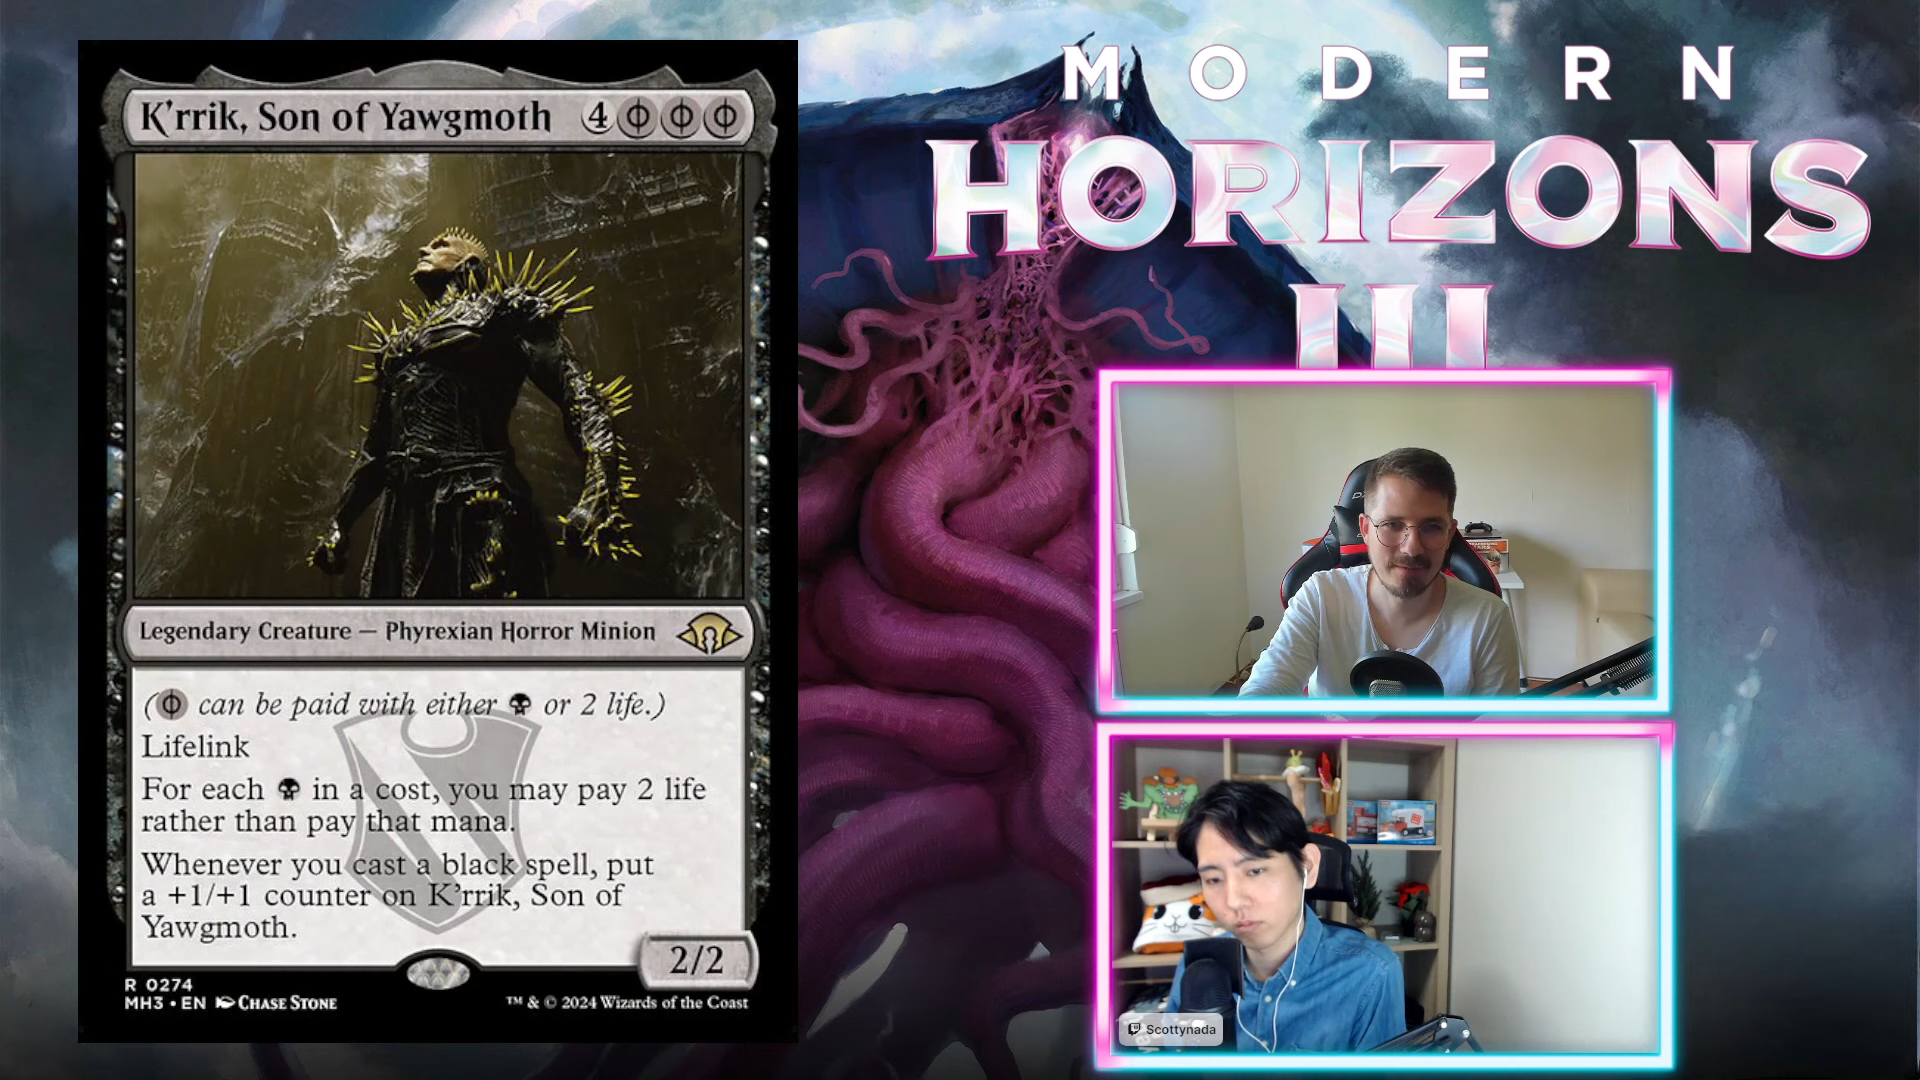 K'rrik, Son of Yawgmoth 4
Legendary Creature — Phyrexian Horror Minion
( can be paid with either or 2 life.)
Lifelink
For each in a cost, you may pay 2 life
rather than pay that mana.
Whenever you cast a black spell, put
a +1/+1 counter on K'rrik, Son of
Yawgmoth.
2/2
R 0274
MH3 • EN CHASE STONE
™ & © 2024 Wizards of the Coast
MODERN
HORIZONS
III
Scottynada